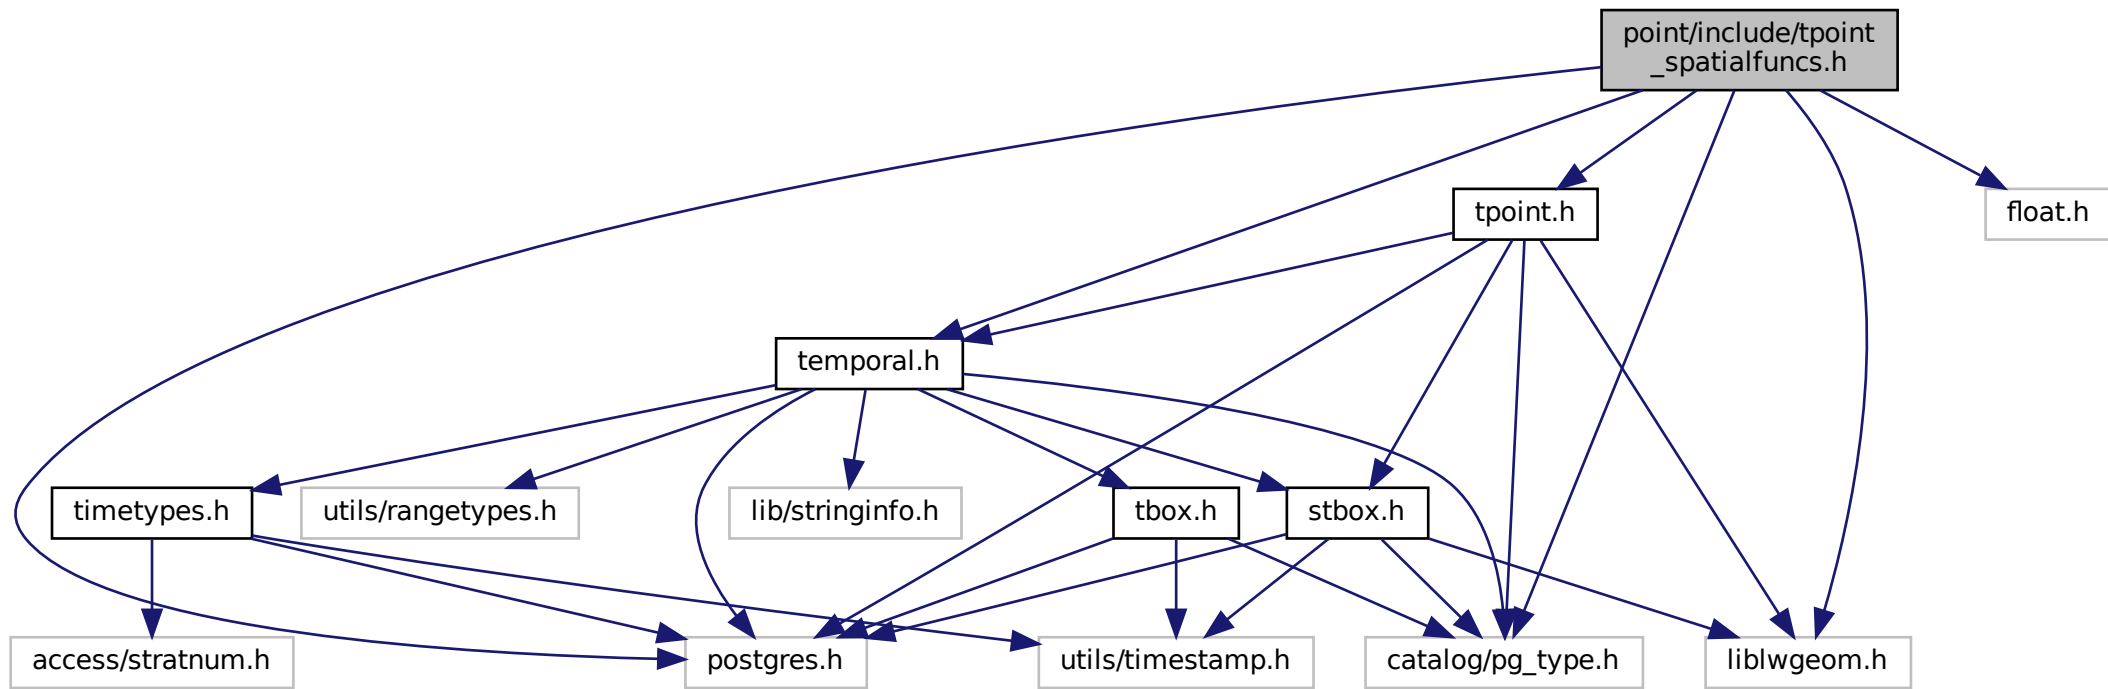 point/include/tpoint
_spatialfuncs.h
tpoint.h
float.h
temporal.h
timetypes.h
utils/rangetypes.h
lib/stringinfo.h
tbox.h
stbox.h
access/stratnum.h
postgres.h
utils/timestamp.h
catalog/pg_type.h
liblwgeom.h